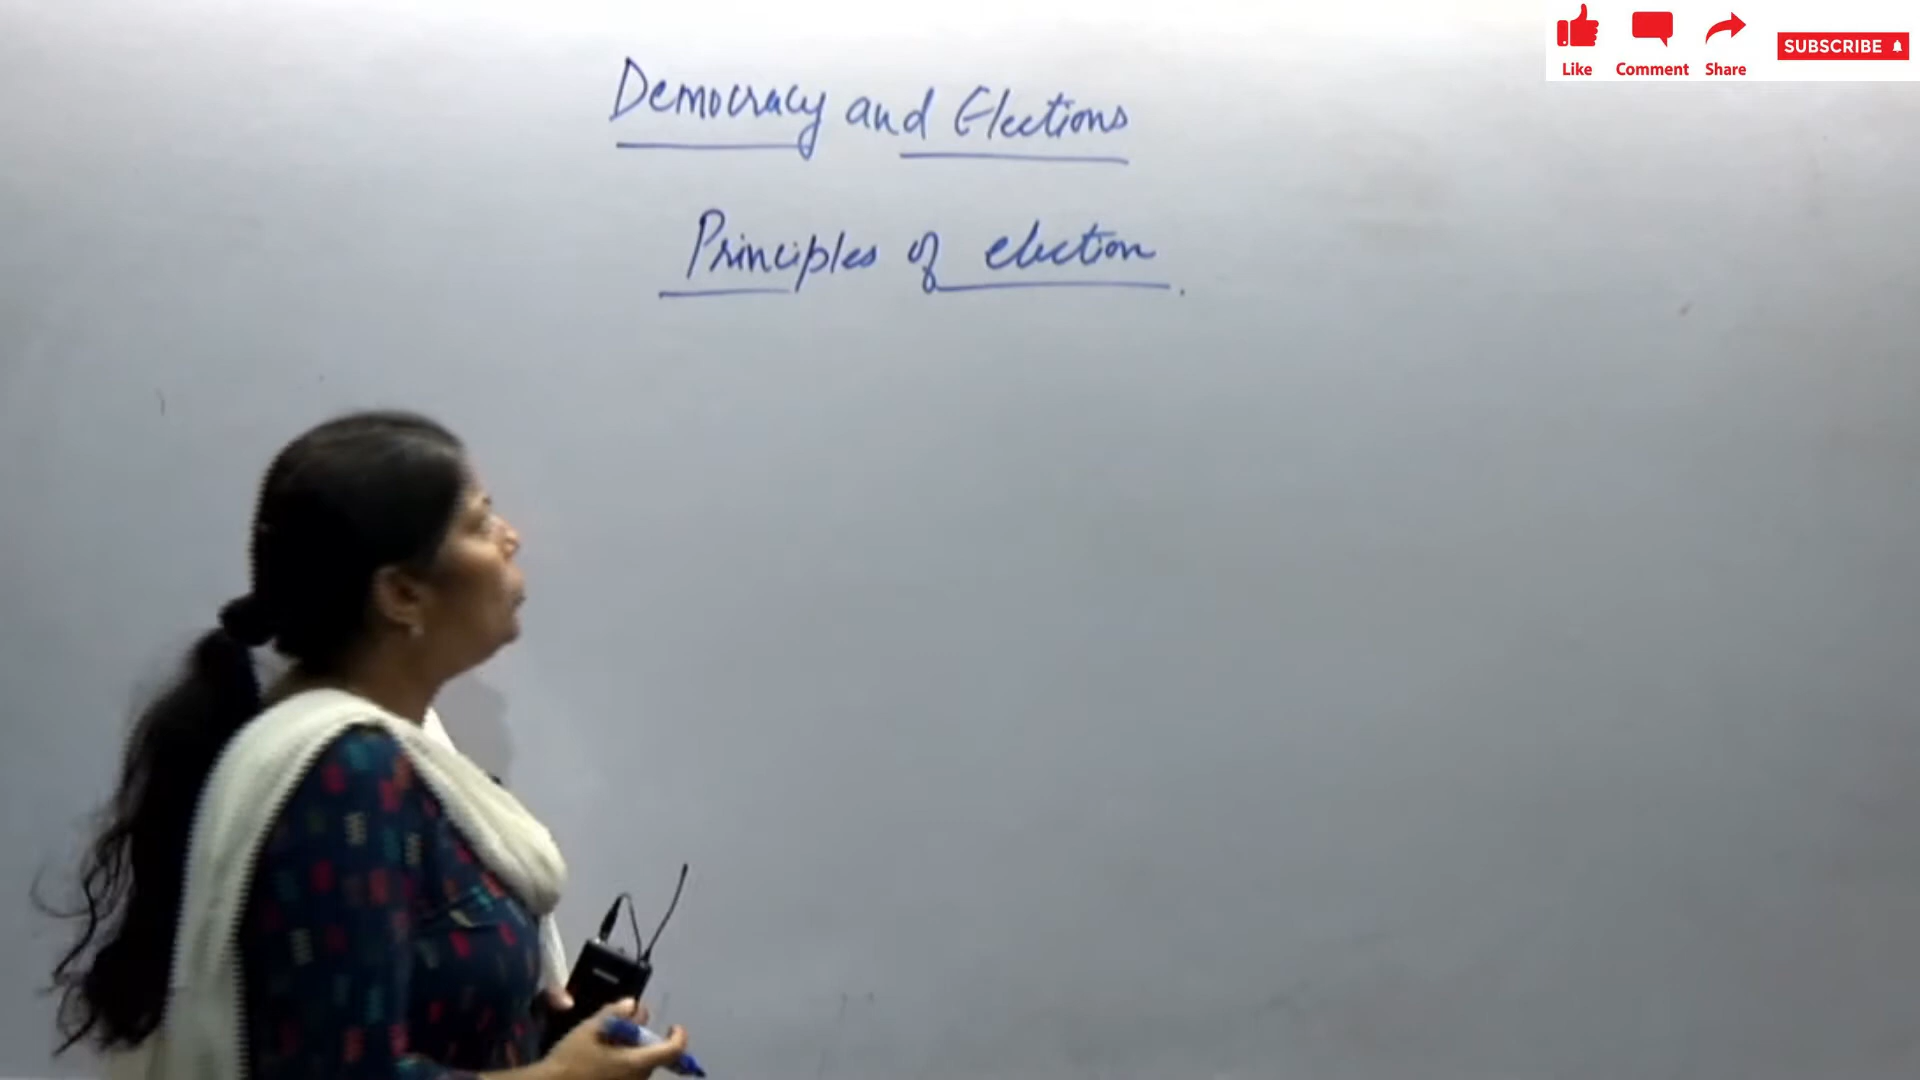 Democracy and Elections
Principles of election.
Like Comment Share SUBSCRIBE